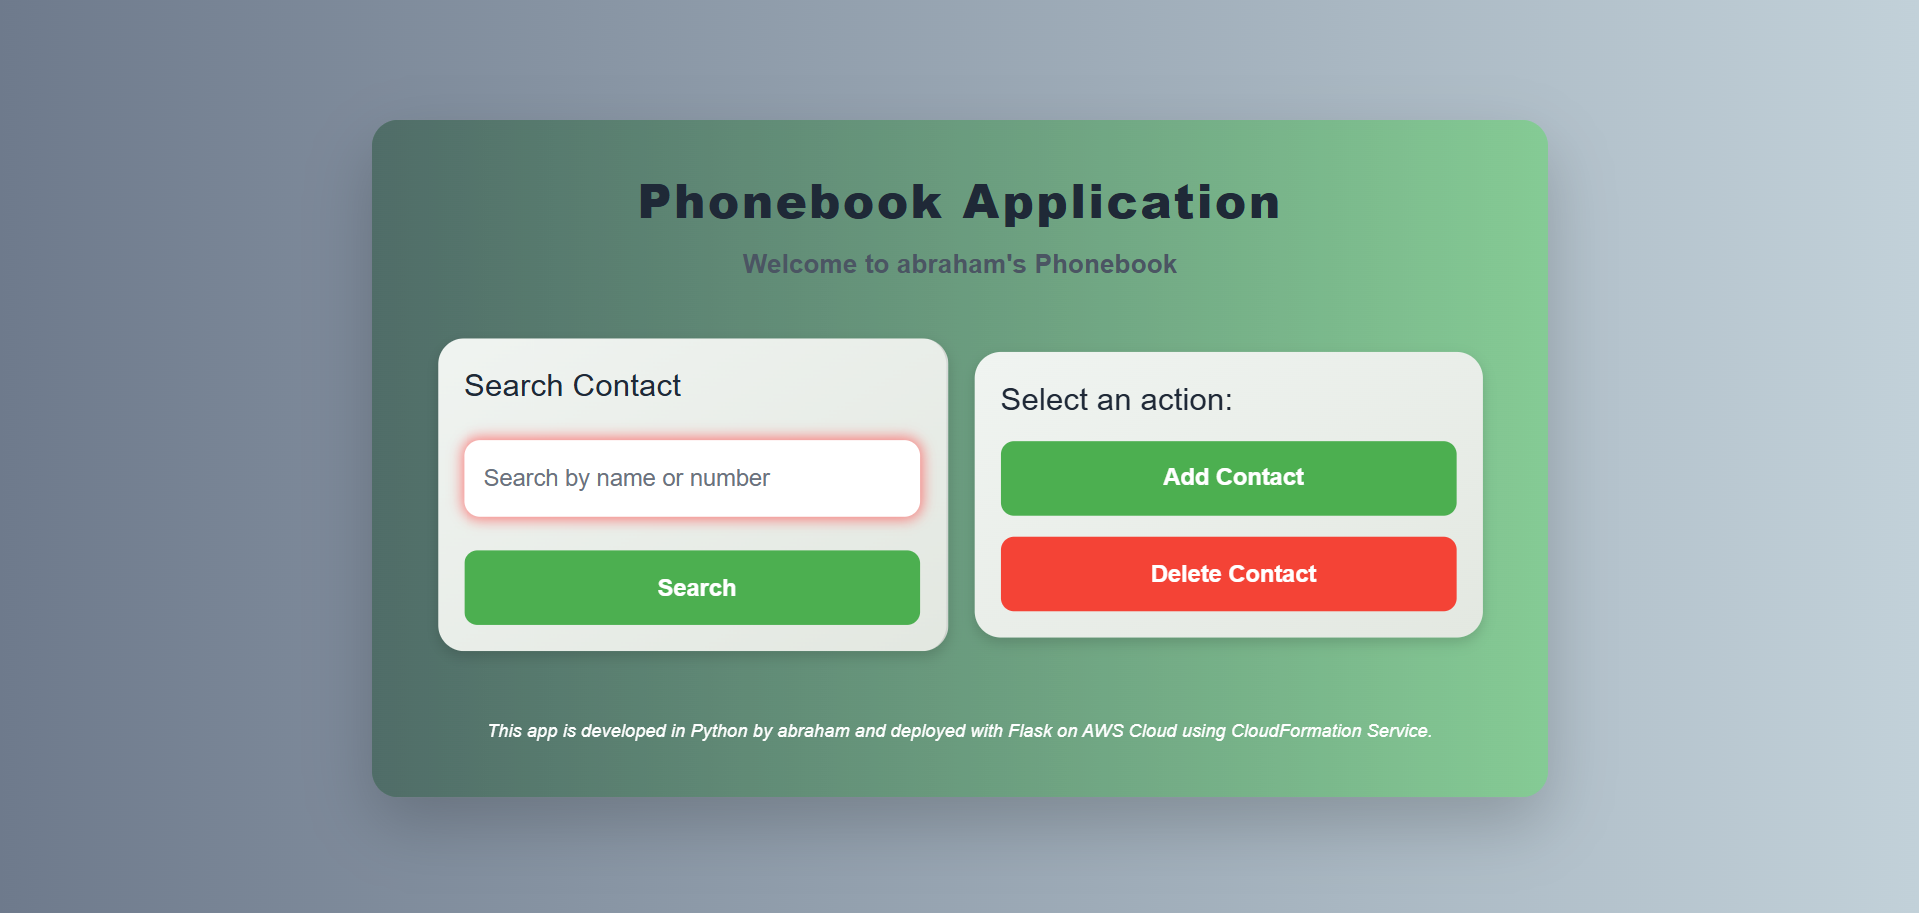 Phonebook Application
Welcome to abraham's Phonebook
Search Contact
Search by name or number
Search
Select an action:
Add Contact
Delete Contact
This app is developed in Python by abraham and deployed with Flask on AWS Cloud using CloudFormation Service.